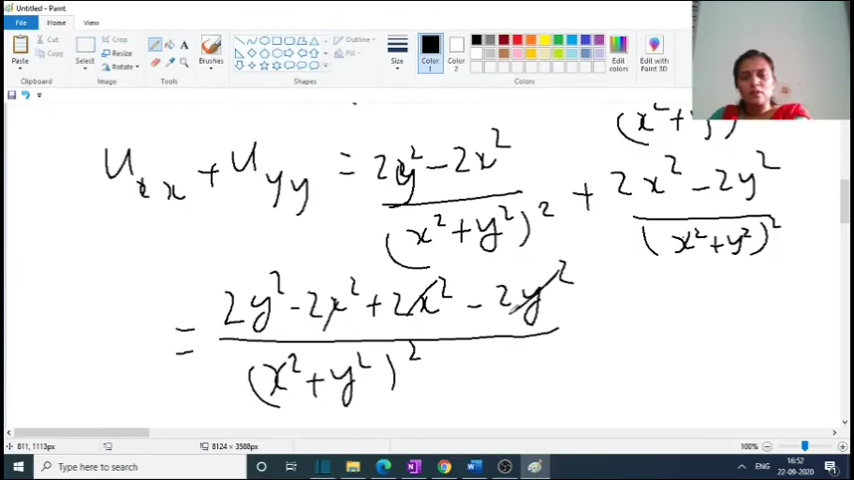 Untitled - Paint
File Home View
Paste Cut Copy Select Crop Resize Rotate Brushes Outline Fill Size Color 1 Color 2 Edit colors Edit with Paint 3D
Clipboard Image Tools Shapes Colors
(x² + y
u_xx + u_yy = 2y² - 2x² / (x² + y²)² + 2x² - 2y² / (x² + y²)²
= 2y² - 2x² + 2x² - 2y² / (x² + y²)²
811, 1113px 8124 × 3588px 100%
Type here to search ENG 16:52 22-09-2020